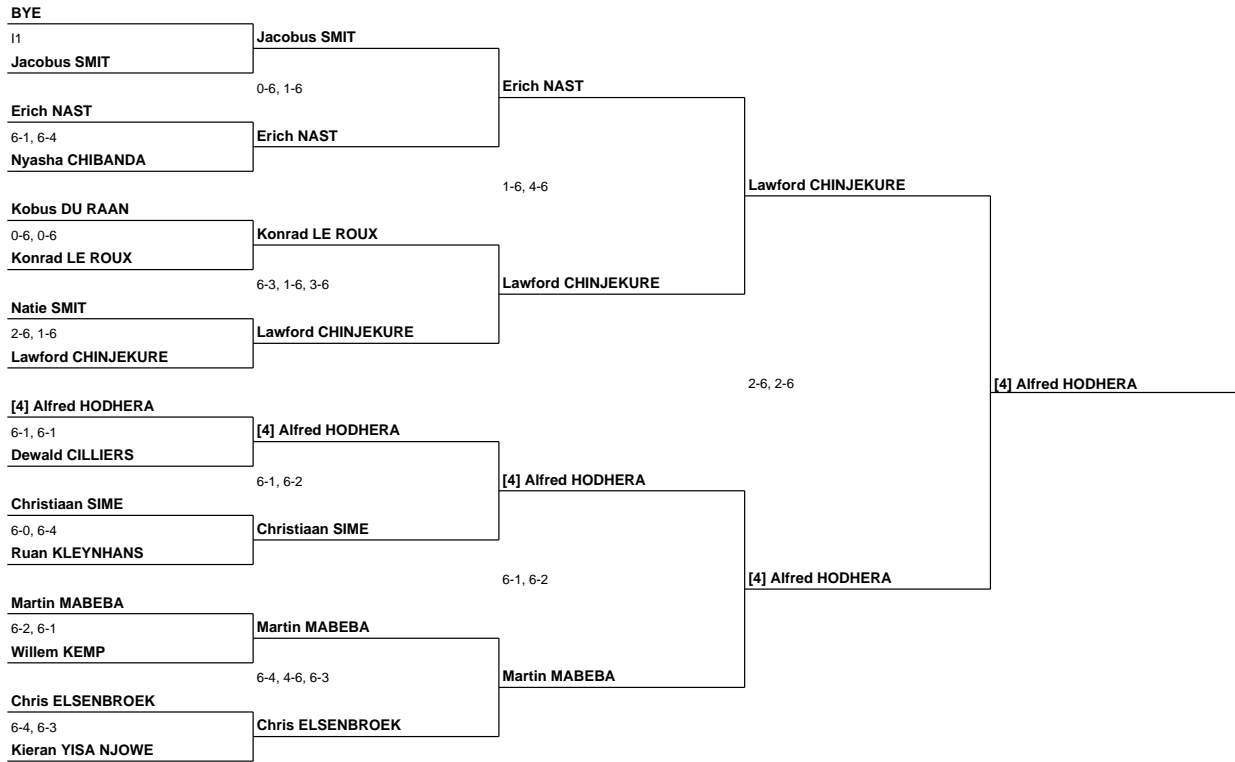 BYE
I1
Jacobus SMIT
Jacobus SMIT
0-6, 1-6
Erich NAST
Erich NAST
6-1, 6-4
Erich NAST
Nyasha CHIBANDA
1-6, 4-6
Lawford CHINJEKURE
Kobus DU RAAN
0-6, 0-6
Konrad LE ROUX
Konrad LE ROUX
6-3, 1-6, 3-6
Lawford CHINJEKURE
Natie SMIT
2-6, 1-6
Lawford CHINJEKURE
Lawford CHINJEKURE
2-6, 2-6
[4] Alfred HODHERA
[4] Alfred HODHERA
6-1, 6-1
[4] Alfred HODHERA
Dewald CILLIERS
6-1, 6-2
[4] Alfred HODHERA
Christiaan SIME
6-0, 6-4
Christiaan SIME
Ruan KLEYNHANS
6-1, 6-2
[4] Alfred HODHERA
Martin MABEBA
6-2, 6-1
Martin MABEBA
Willem KEMP
6-4, 4-6, 6-3
Martin MABEBA
Chris ELSENBROEK
6-4, 6-3
Chris ELSENBROEK
Kieran YISA NJOWE